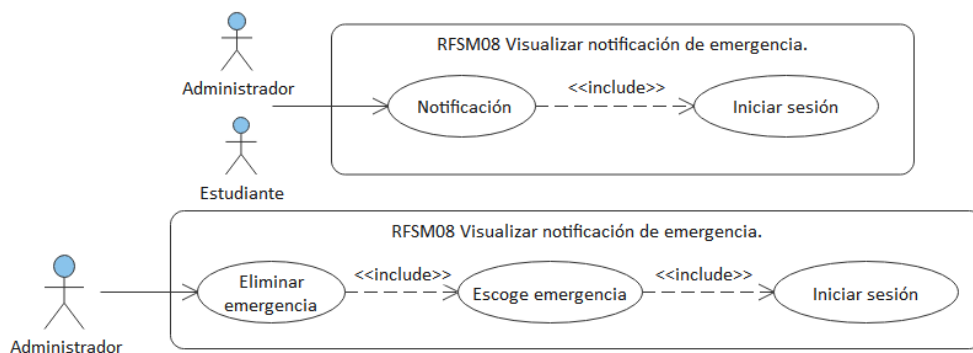 RFSM08 Visualizar notificación de emergencia.
Administrador
Notificación
<<include>>
Iniciar sesión
Estudiante
RFSM08 Visualizar notificación de emergencia.
Eliminar
emergencia
<<include>>
Escoge emergencia
<<include>>
Iniciar sesión
Administrador